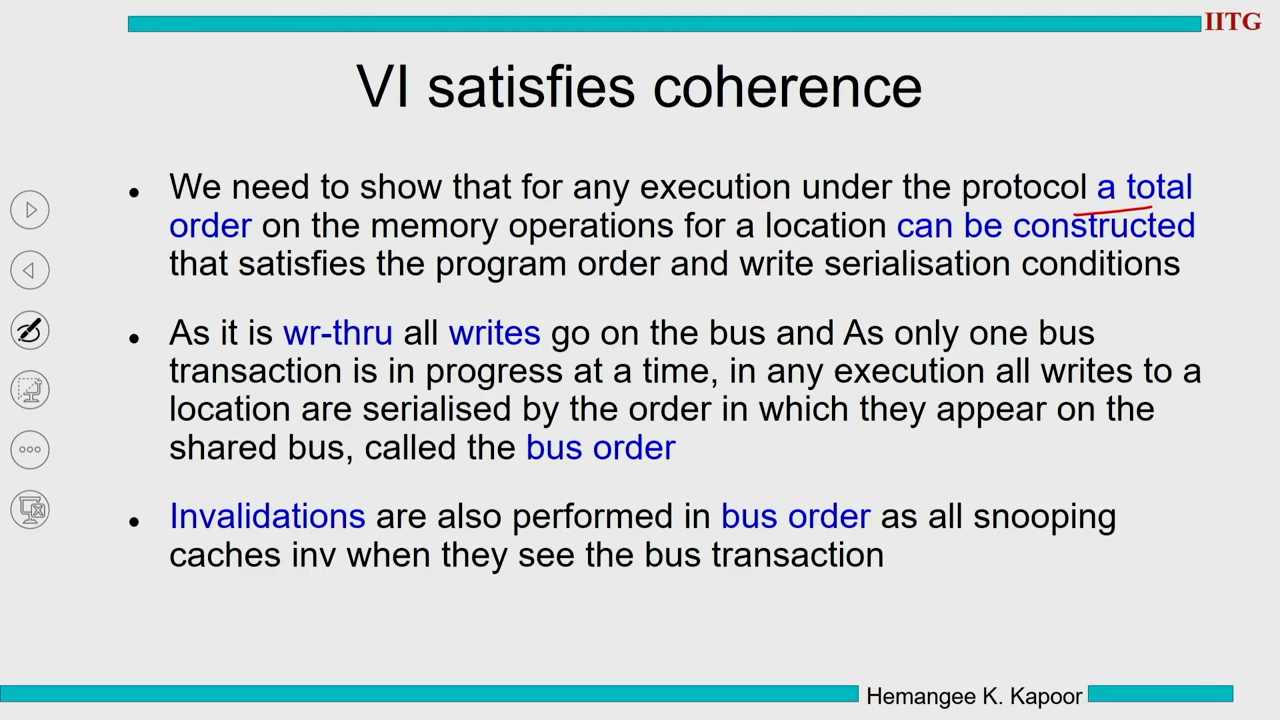 IITG
VI satisfies coherence
• We need to show that for any execution under the protocol a total
order on the memory operations for a location can be constructed
that satisfies the program order and write serialisation conditions
• As it is wr-thru all writes go on the bus and As only one bus
transaction is in progress at a time, in any execution all writes to a
location are serialised by the order in which they appear on the
shared bus, called the bus order
• Invalidations are also performed in bus order as all snooping
caches inv when they see the bus transaction
Hemangee K. Kapoor